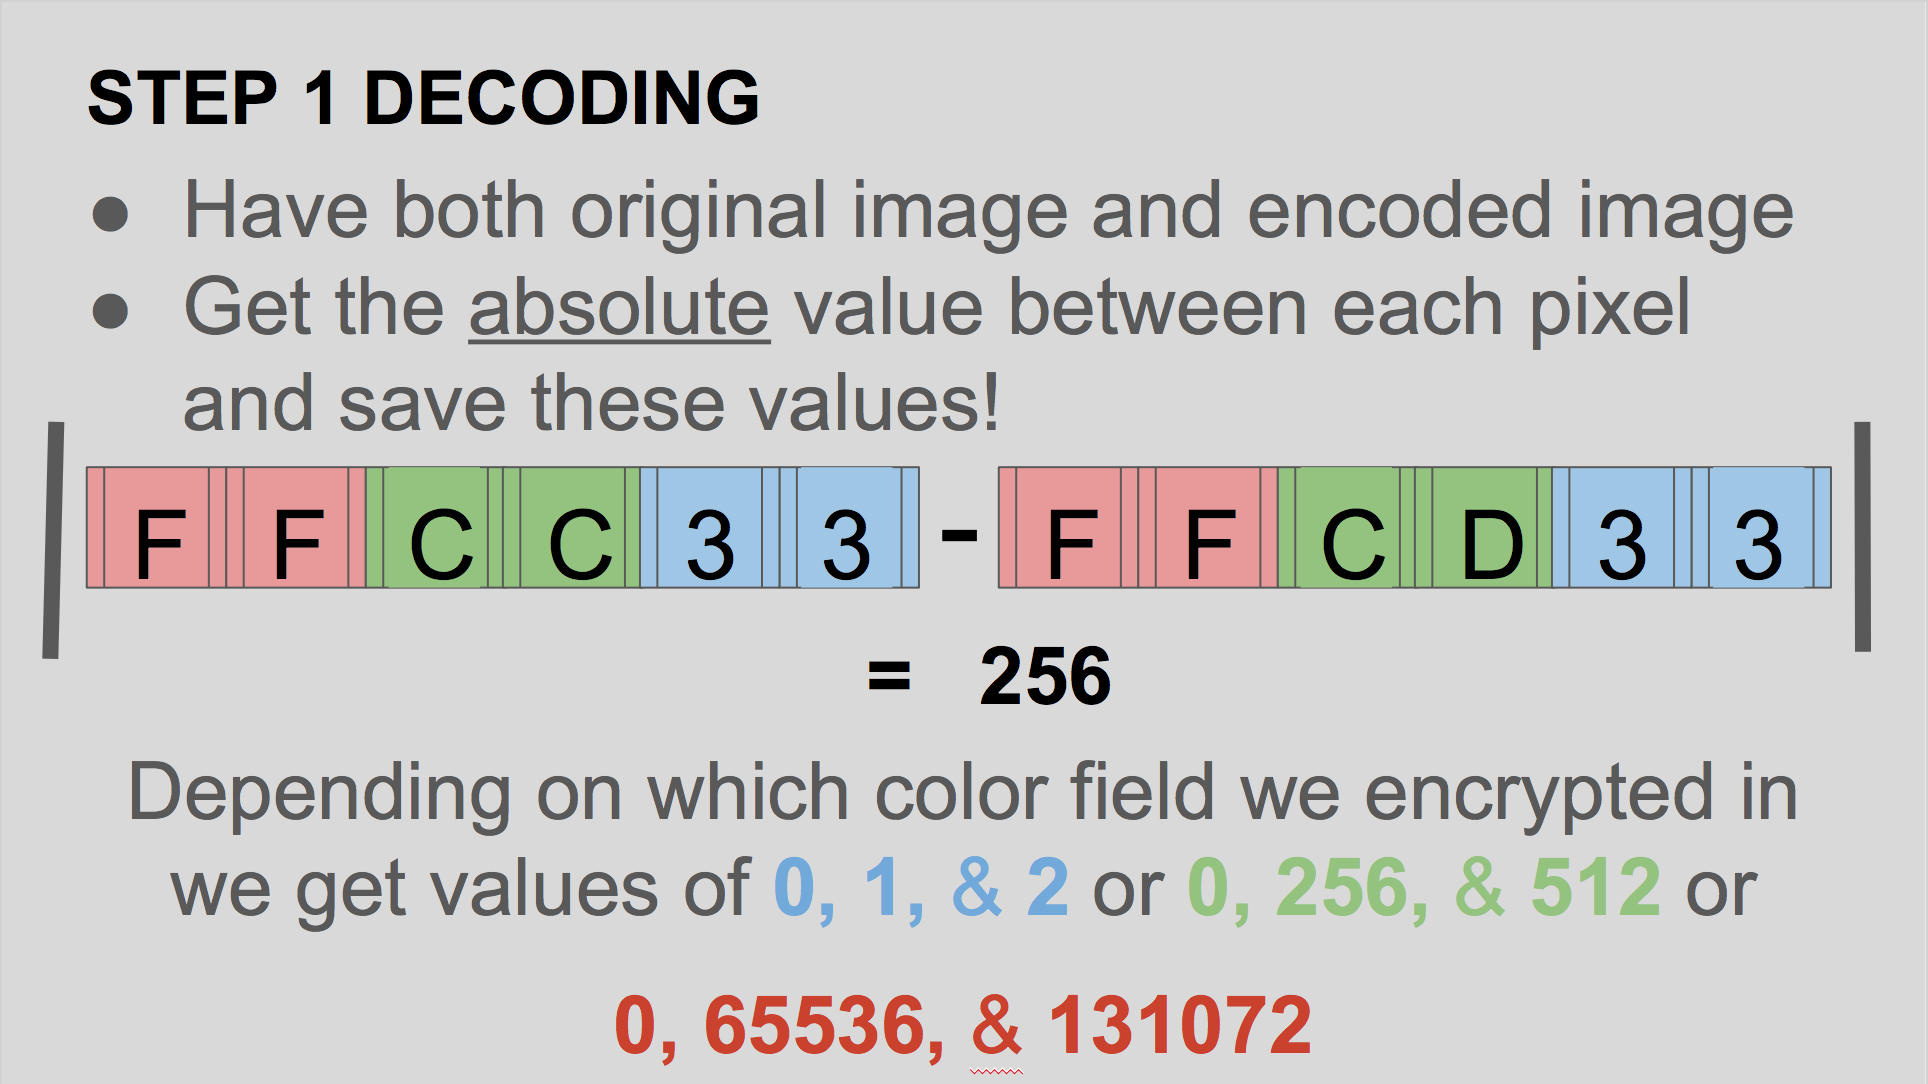 STEP 1 DECODING
● Have both original image and encoded image
● Get the absolute value between each pixel
and save these values!
| F F C C 3 3 - F F C D 3 3 |
= 256
Depending on which color field we encrypted in
we get values of 0, 1, & 2 or 0, 256, & 512 or
0, 65536, & 131072